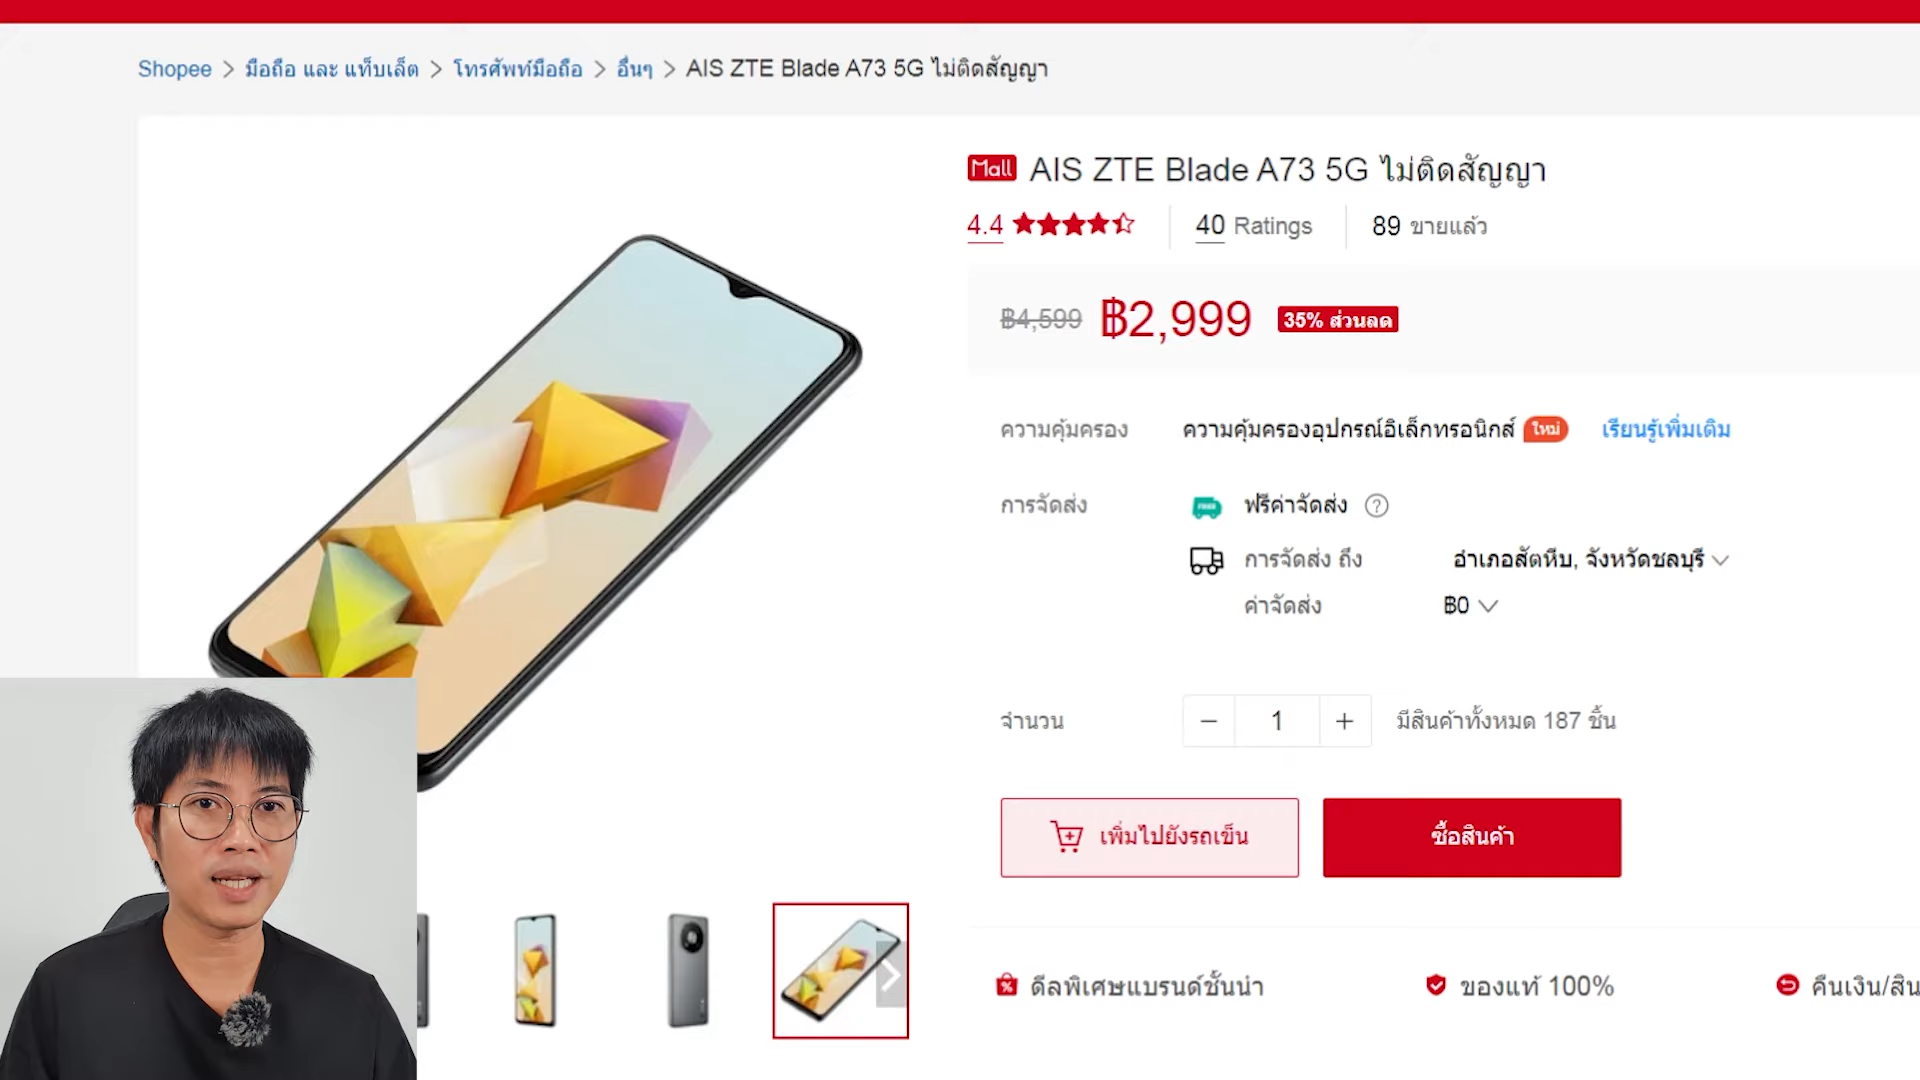 Shopee > มือถือ และ แท็บเล็ต > โทรศัพท์มือถือ > อื่นๆ > AIS ZTE Blade A73 5G ไม่ติดสัญญา
Mall AIS ZTE Blade A73 5G ไม่ติดสัญญา
4.4 40 Ratings 89 ขายแล้ว
฿4,599 ฿2,999 35% ส่วนลด
ความคุ้มครอง ความคุ้มครองอุปกรณ์อิเล็กทรอนิกส์ ใหม่ เรียนรู้เพิ่มเติม
การจัดส่ง ฟรีค่าจัดส่ง ?
การจัดส่ง ถึง อำเภอสัตหีบ, จังหวัดชลบุรี
ค่าจัดส่ง ฿0
จำนวน − 1 + มีสินค้าทั้งหมด 187 ชิ้น
เพิ่มไปยังรถเข็น ซื้อสินค้า
ดีลพิเศษแบรนด์ชั้นนำ ของแท้ 100% คืนเงิน/สิน